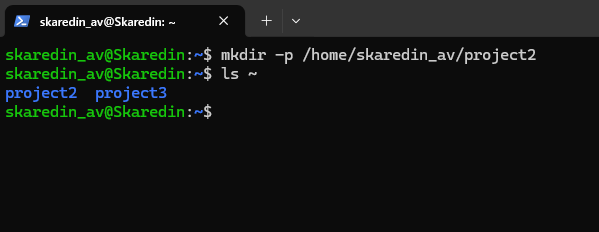 skaredin_av@Skaredin: ~
skaredin_av@Skaredin:~$ mkdir -p /home/skaredin_av/project2
skaredin_av@Skaredin:~$ ls ~
project2  project3
skaredin_av@Skaredin:~$